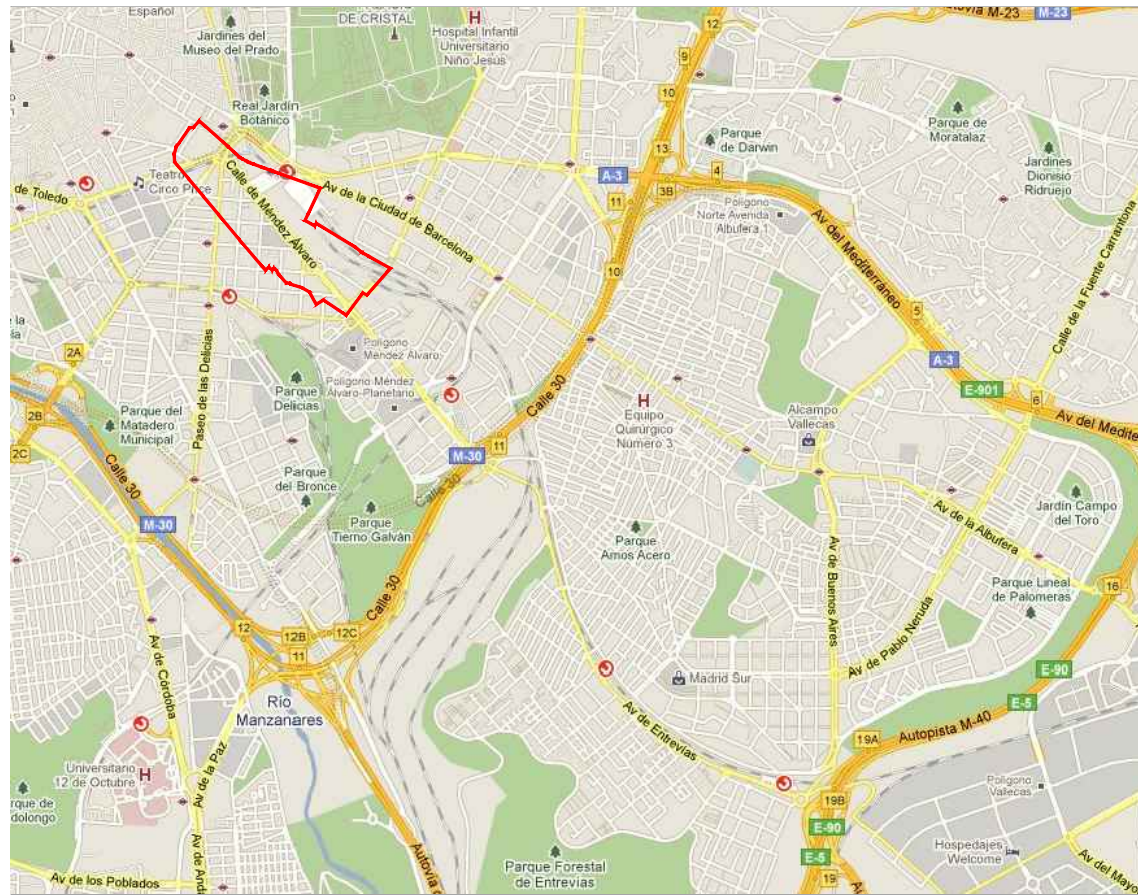 Español
DE CRISTAL
Autovía M-23
M-23
Jardines del
Museo del Prado
H
Hospital Infantil
Universitario
Niño Jesús
12
9
10
10
Real Jardín
Botánico
Parque
de Darwin
Parque de
Moratalaz
13
Jardines
Dionisio
Ridruejo
Teatro
Circo Price
de Toledo
Calle de Méndez Álvaro
Av de la Ciudad de Barcelona
A-3
4
3B
11
Polígono
Norte Avenida
Albufera 1
Av del Mediterráneo
Calle de la Fuente Carrantona
10
5
A-3
E-901
6
Av del Medite
2A
Paseo de las Delicias
Polígono
Méndez Álvaro
Polígono Méndez
Álvaro-Planetario
Parque
Delicias
Calle 30
H
Equipo
Quirúrgico
Número 3
Alcampo
Vallecas
2B
2C
Parque del
Matadero
Municipal
11
M-30
Calle 30
Parque
del Bronce
Calle 30
M-30
Parque
Tierno Galván
Calle 30
Av de la Albufera
Jardín Campo
del Toro
Parque
Amos Acero
Av de Buenos Aires
Parque Lineal
de Palomeras
16
12
12B
12C
11
Av de Córdoba
Av de Pablo Neruda
Madrid Sur
E-90
E-5
Río
Manzanares
Av de Entrevías
19A
Autopista M-40
Av de la Paz
Universitario
12 de Octubre
H
Polígono
Vallecas
19B
E-90
E-5
19
Parque Forestal
de Entrevías
Hospedajes
Welcome
Av de los Poblados
Av de Anda
Autovía
Av del Mayo